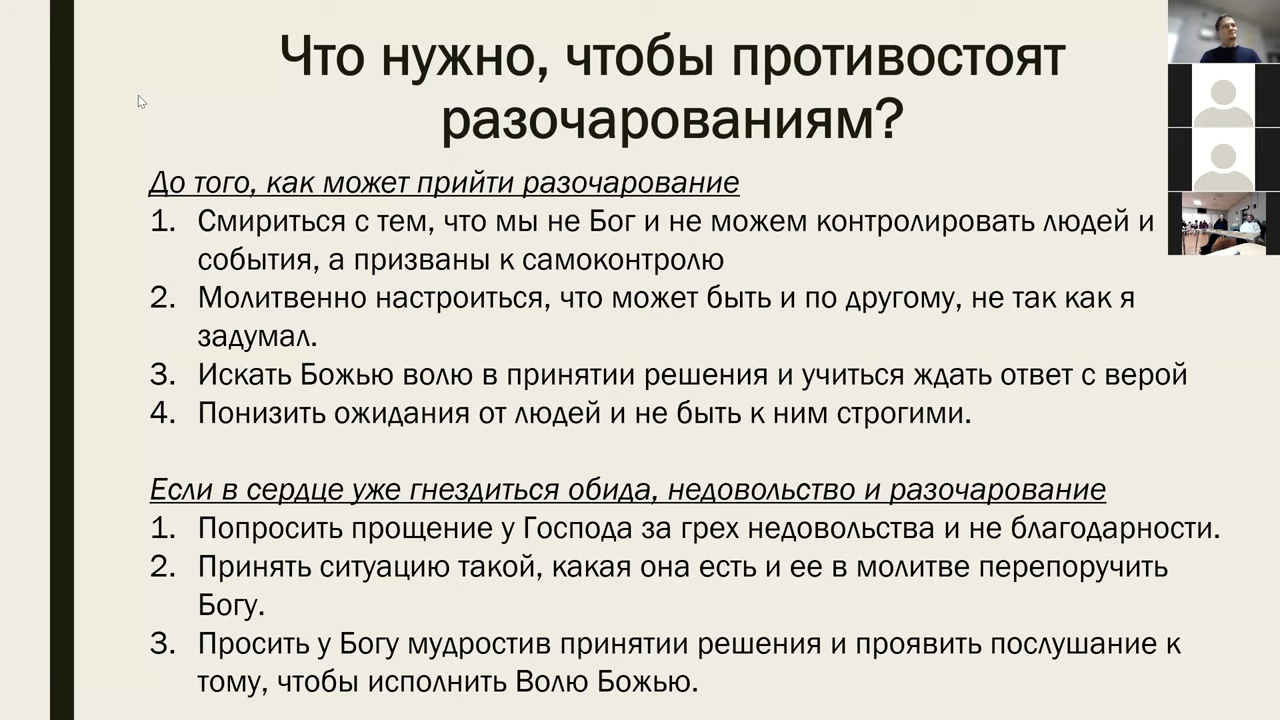 Что нужно, чтобы противостоят
разочарованиям?
До того, как может прийти разочарование
1. Смириться с тем, что мы не Бог и не можем контролировать людей и
события, а призваны к самоконтролю
2. Молитвенно настроиться, что может быть и по другому, не так как я
задумал.
3. Искать Божью волю в принятии решения и учиться ждать ответ с верой
4. Понизить ожидания от людей и не быть к ним строгими.
Если в сердце уже гнездиться обида, недовольство и разочарование
1. Попросить прощение у Господа за грех недовольства и не благодарности.
2. Принять ситуацию такой, какая она есть и ее в молитве перепоручить
Богу.
3. Просить у Богу мудростив принятии решения и проявить послушание к
тому, чтобы исполнить Волю Божью.